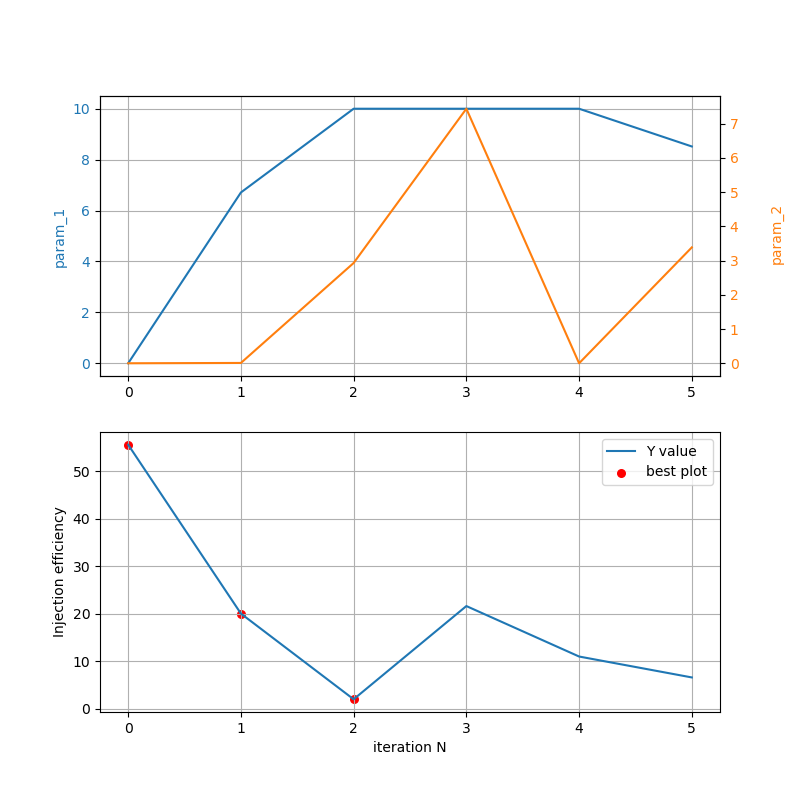 10
8
6
4
2
0
param_1
7
6
5
4
3
2
1
0
param_2
0 1 2 3 4 5
50
40
30
20
10
0
Injection efficiency
Y value
best plot
0 1 2 3 4 5
iteration N